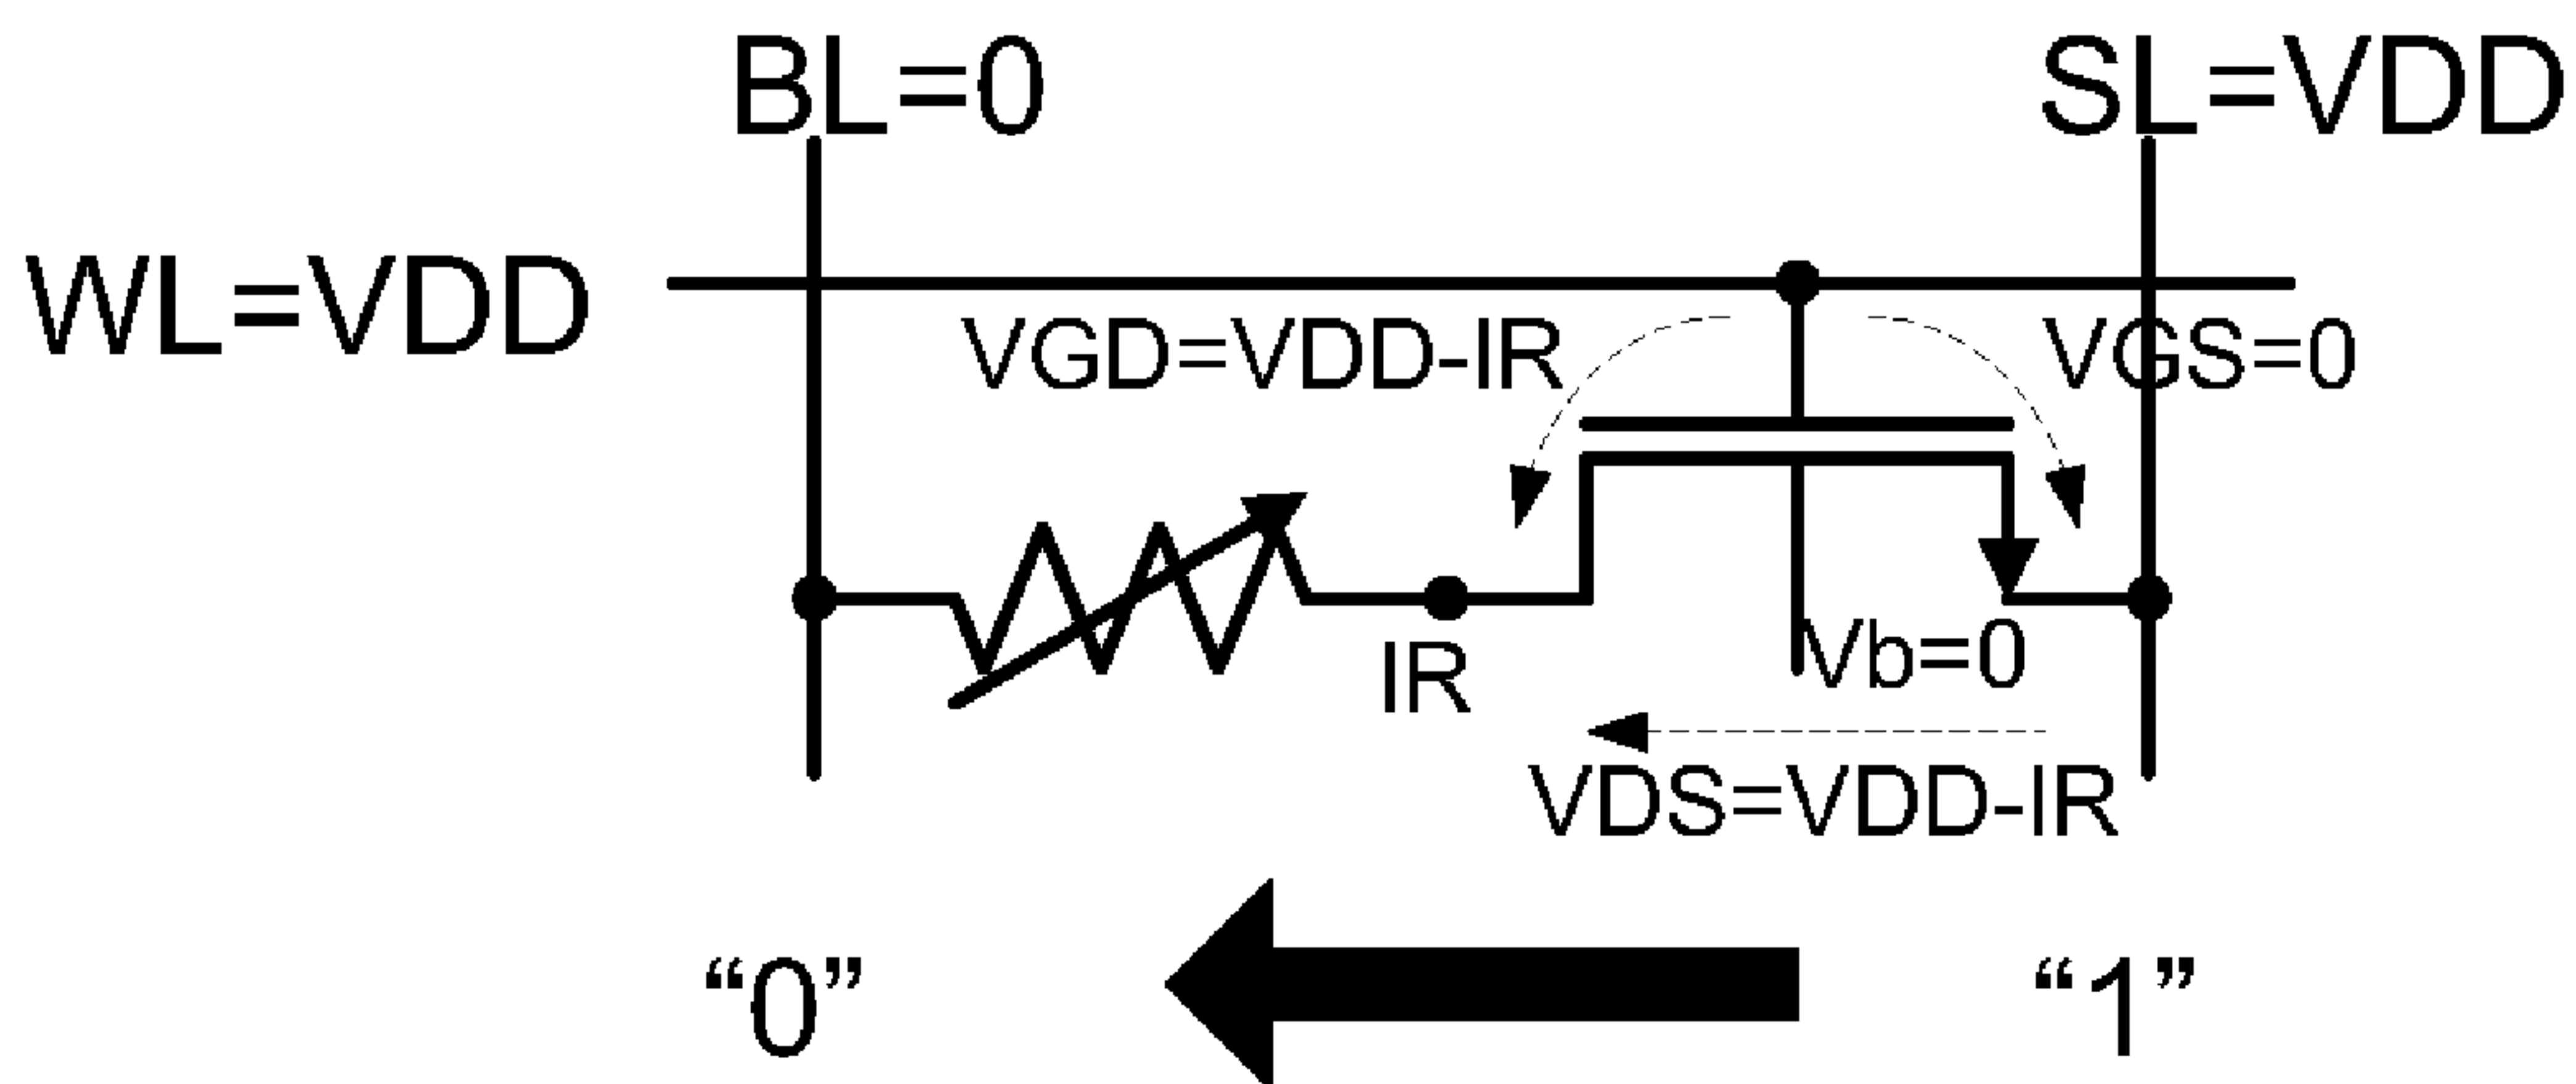 BL=0
SL=VDD
WL=VDD
VGD=VDD-IR
VGS=0
IR
Vb=0
VDS=VDD-IR
“0”
“1”